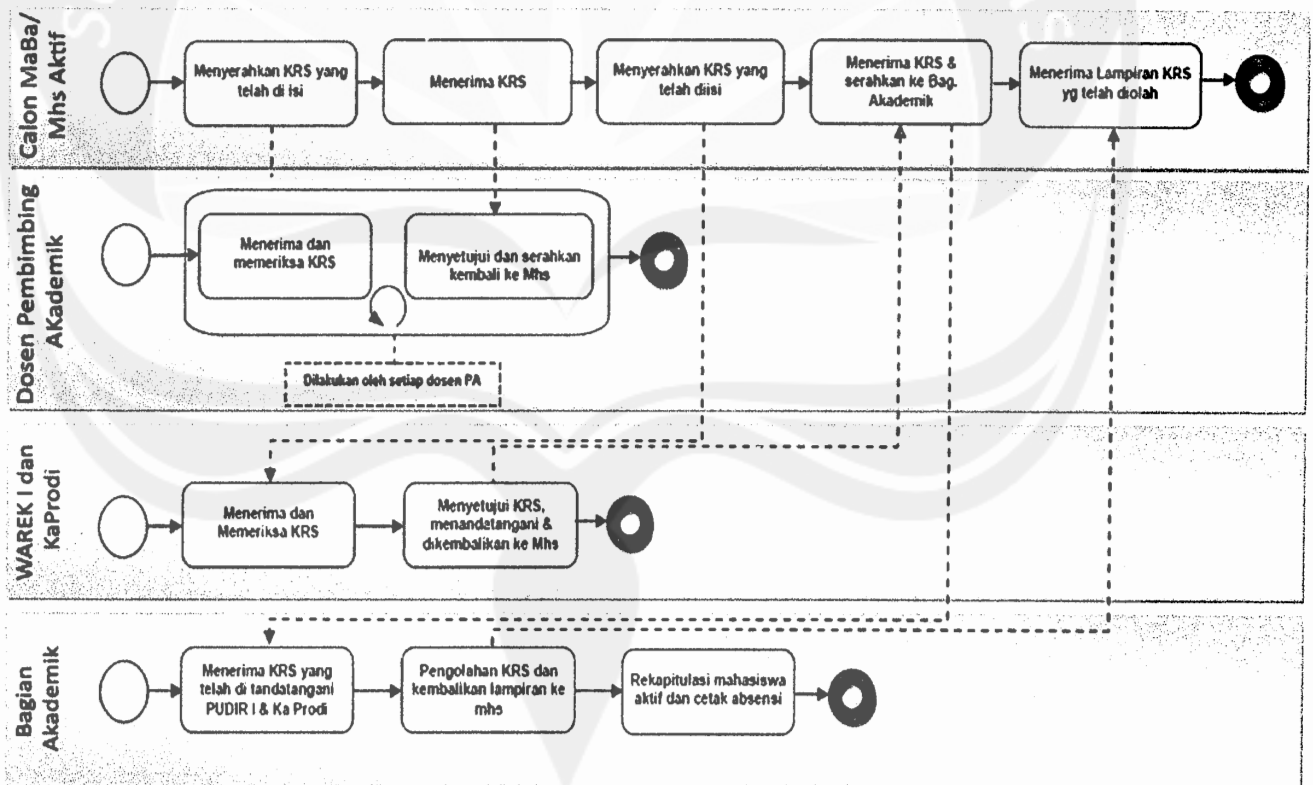 Calon MaBa/
Mhs Aktif
Menyerahkan KRS yang
telah di isi
Menerima KRS
Menyerahkan KRS yang
telah diisi
Menerima KRS &
serahkan ke Bag.
Akademik
Menerima Lampiran KRS
yg telah diolah
Dosen Pembimbing
AKademik
Menerima dan
memeriksa KRS
Menyetujui dan serahkan
kembali ke Mhs
Dilakukan oleh setiap dosen PA
WAREK I dan
KaProdi
Menerima dan
Memeriksa KRS
Menyetujui KRS,
menandatangani &
dikembalikan ke Mhs
Bagian
Akademik
Menerima KRS yang
telah di tandatangani
PUDIR I & Ka Prodi
Pengolahan KRS dan
kembalikan lampiran ke
mhs
Rekapitulasi mahasiswa
aktif dan cetak absensi